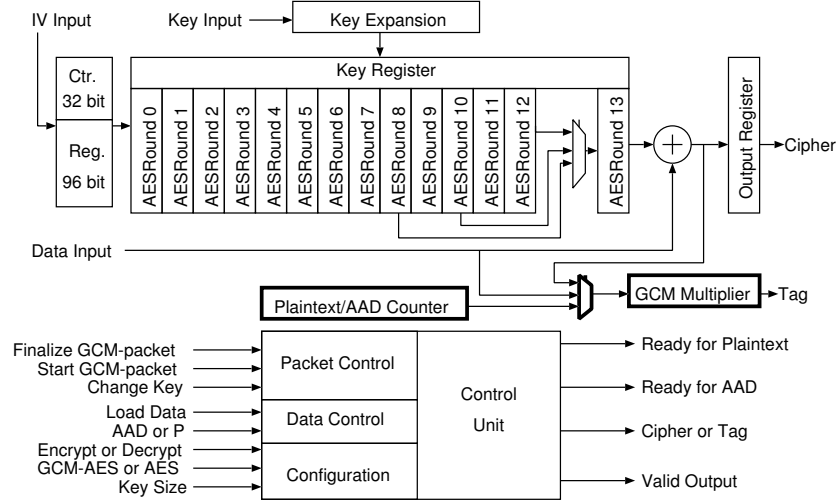 IV Input
Key Input
Key Expansion
Key Register
Ctr.
32 bit
Reg.
96 bit
AESRound 0
AESRound 1
AESRound 2
AESRound 3
AESRound 4
AESRound 5
AESRound 6
AESRound 7
AESRound 8
AESRound 9
AESRound 10
AESRound 11
AESRound 12
AESRound 13
Output Register
Cipher
Data Input
Plaintext/AAD Counter
GCM Multiplier
Tag
Finalize GCM-packet
Start GCM-packet
Change Key
Load Data
AAD or P
Encrypt or Decrypt
GCM-AES or AES
Key Size
Packet Control
Data Control
Configuration
Control
Unit
Ready for Plaintext
Ready for AAD
Cipher or Tag
Valid Output